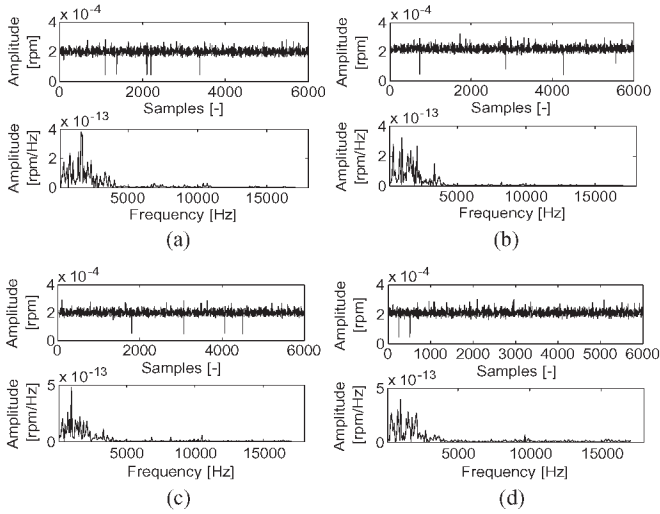 x 10-4
4
2
0
Amplitude
[rpm]
0 2000 4000 6000
Samples [-]
x 10-13
4
2
0
Amplitude
[rpm/Hz]
5000 10000 15000
Frequency [Hz]
(a)
x 10-4
4
2
0
Amplitude
[rpm]
0 2000 4000 6000
Samples [-]
x 10-13
4
2
0
Amplitude
[rpm/Hz]
5000 10000 15000
Frequency [Hz]
(b)
x 10-4
4
2
0
Amplitude
[rpm]
0 2000 4000 6000
Samples [-]
x 10-13
5
0
Amplitude
[rpm/Hz]
5000 10000 15000
Frequency [Hz]
(c)
x 10-4
4
2
0
Amplitude
[rpm]
0 1000 2000 3000 4000 5000 6000
Samples [-]
x 10-13
5
0
Amplitude
[rpm/Hz]
5000 10000 15000
Frequency [Hz]
(d)